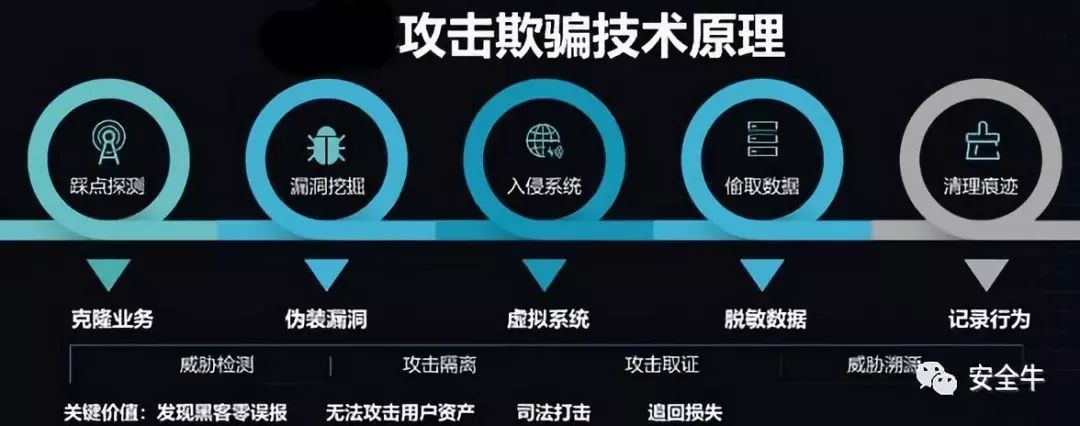 攻击欺骗技术原理
踩点探测 漏洞挖掘 入侵系统 偷取数据 清理痕迹
克隆业务 伪装漏洞 虚拟系统 脱敏数据 记录行为
威胁检测 攻击隔离 攻击取证 威胁溯源
安全牛
关键价值：发现黑客零误报 无法攻击用户资产 司法打击 追回损失